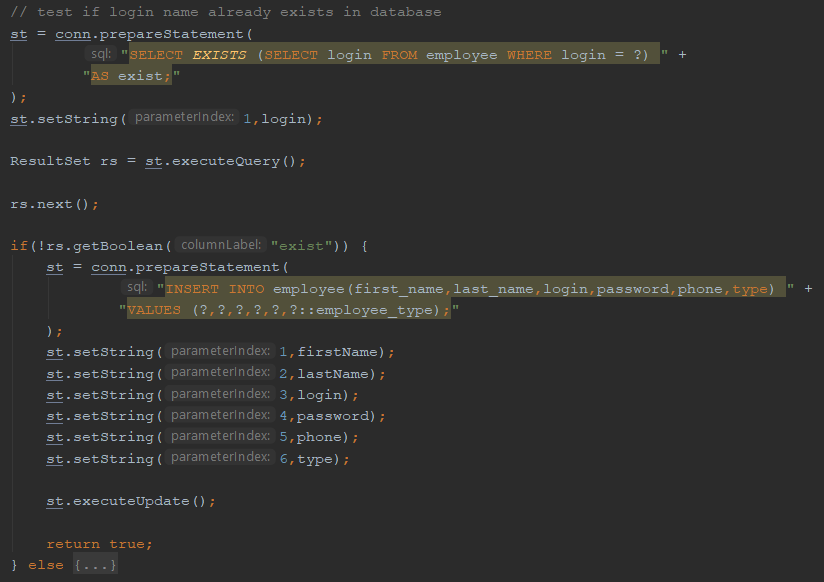 // test if login name already exists in database
st = conn.prepareStatement(
sql: "SELECT EXISTS (SELECT login FROM employee WHERE login = ?) " +
"AS exist;"
);
st.setString( parameterIndex: 1,login);
ResultSet rs = st.executeQuery();
rs.next();
if(!rs.getBoolean( columnLabel: "exist")) {
st = conn.prepareStatement(
sql: "INSERT INTO employee(first_name,last_name,login,password,phone,type) " +
"VALUES (?,?,?,?,?,?::employee_type);"
);
st.setString( parameterIndex: 1,firstName);
st.setString( parameterIndex: 2,lastName);
st.setString( parameterIndex: 3,login);
st.setString( parameterIndex: 4,password);
st.setString( parameterIndex: 5,phone);
st.setString( parameterIndex: 6,type);
st.executeUpdate();
return true;
} else {...}